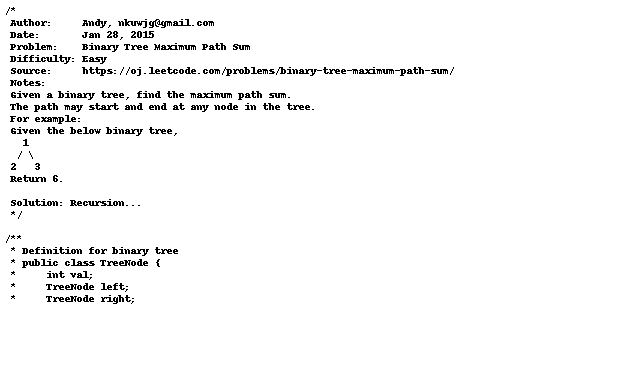 /*
 Author:     Andy, nkuwjg@gmail.com
 Date:       Jan 28, 2015
 Problem:    Binary Tree Maximum Path Sum
 Difficulty: Easy
 Source:     https://oj.leetcode.com/problems/binary-tree-maximum-path-sum/
 Notes:
 Given a binary tree, find the maximum path sum.
 The path may start and end at any node in the tree.
 For example:
 Given the below binary tree,
   1
  / \
 2   3
 Return 6.

 Solution: Recursion...
 */

/**
 * Definition for binary tree
 * public class TreeNode {
 *     int val;
 *     TreeNode left;
 *     TreeNode right;